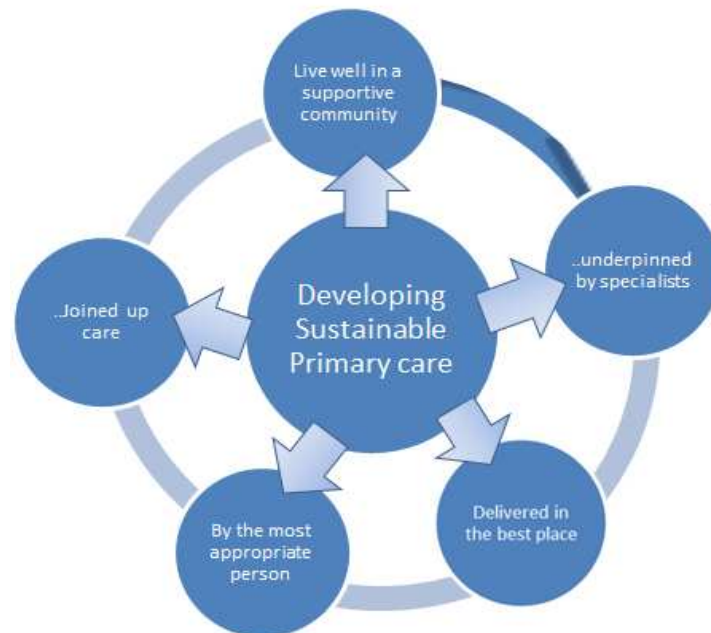 Live well in a
supportive
community
..underpinned
by specialists
Delivered in
the best place
By the most
appropriate
person
..Joined up
care
Developing
Sustainable
Primary care